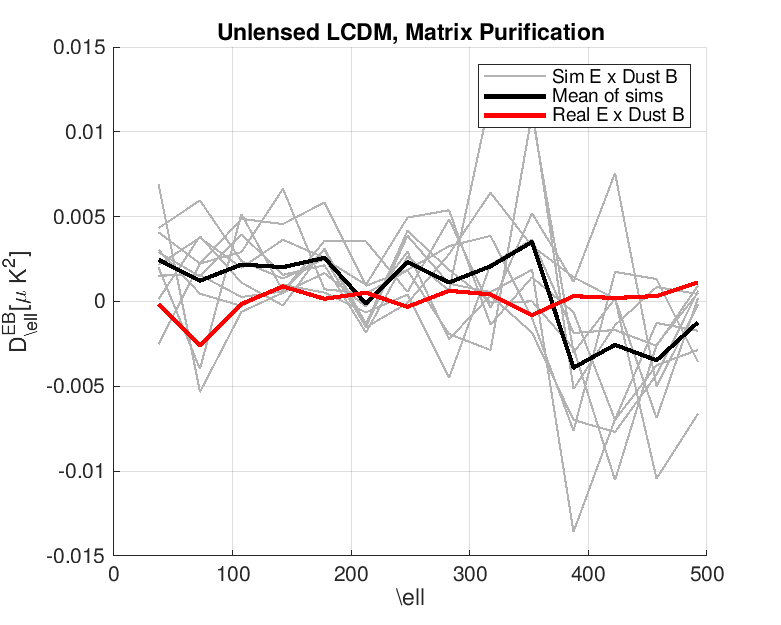 Unlensed LCDM, Matrix Purification
Sim E x Dust B
Mean of sims
Real E x Dust B
0.015
0.01
0.005
0
-0.005
-0.01
-0.015
D^{EB}_{\ell}[μ K^2]
0 100 200 300 400 500
\ell